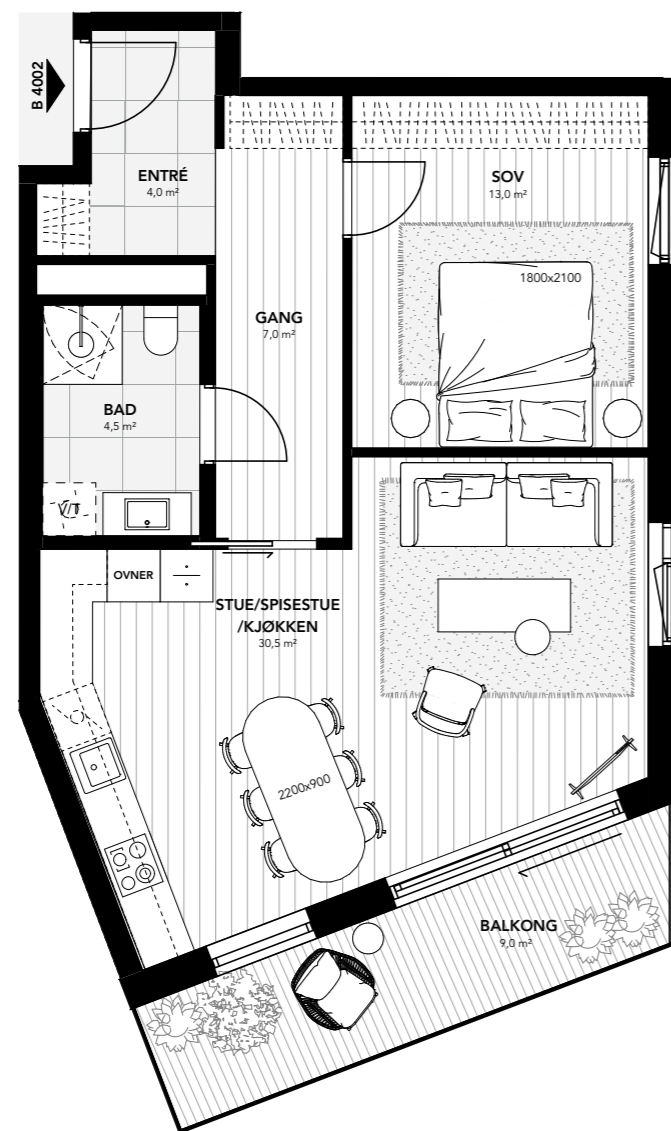 B 4002
ENTRÉ
4,0 m²
SOV
13,0 m²
1800x2100
GANG
7,0 m²
BAD
4,5 m²
V/T
OVNER
STUE/SPISESTUE
/KJØKKEN
30,5 m²
2200x900
BALKONG
9,0 m²